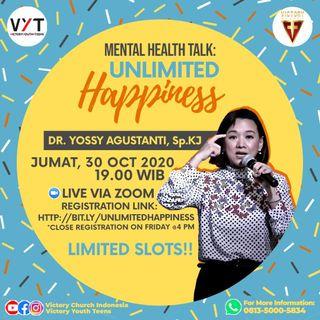 VYT
VICTORY YOUTH TEENS
MENTAL HEALTH TALK:
UNLIMITED
Happiness
DR. YOSSY AGUSTANTI, Sp.KJ
JUMAT, 30 OCT 2020
19.00 WIB
LIVE VIA ZOOM
REGISTRATION LINK:
HTTP://BIT.LY/UNLIMITEDHAPPINESS
*CLOSE REGISTRATION ON FRIDAY @4 PM
LIMITED SLOTS!!
Victory Church Indonesia
Victory Youth Teens
For More Information:
0813-5000-5834